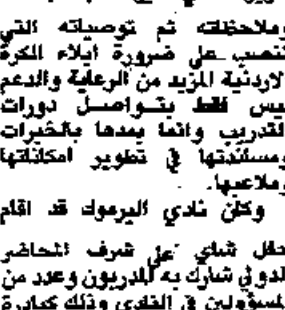 وملاحظاته ثم توصياته التي
تنصب على ضرورة ايلاء الكرة
الاردنية المزيد من الرعاية والدعم
ليس فقط بتواصل دورات
التدريب وانما بمدها بالخبرات
ومساندتها في تطوير امكاناتها
وملاعبها.
وكان نادي اليرموك قد اقام
حفل شاي على شرف المحاضر
الدولي شارك به المدربون وعدد من
المسؤولين في النادي وذلك كبادرة